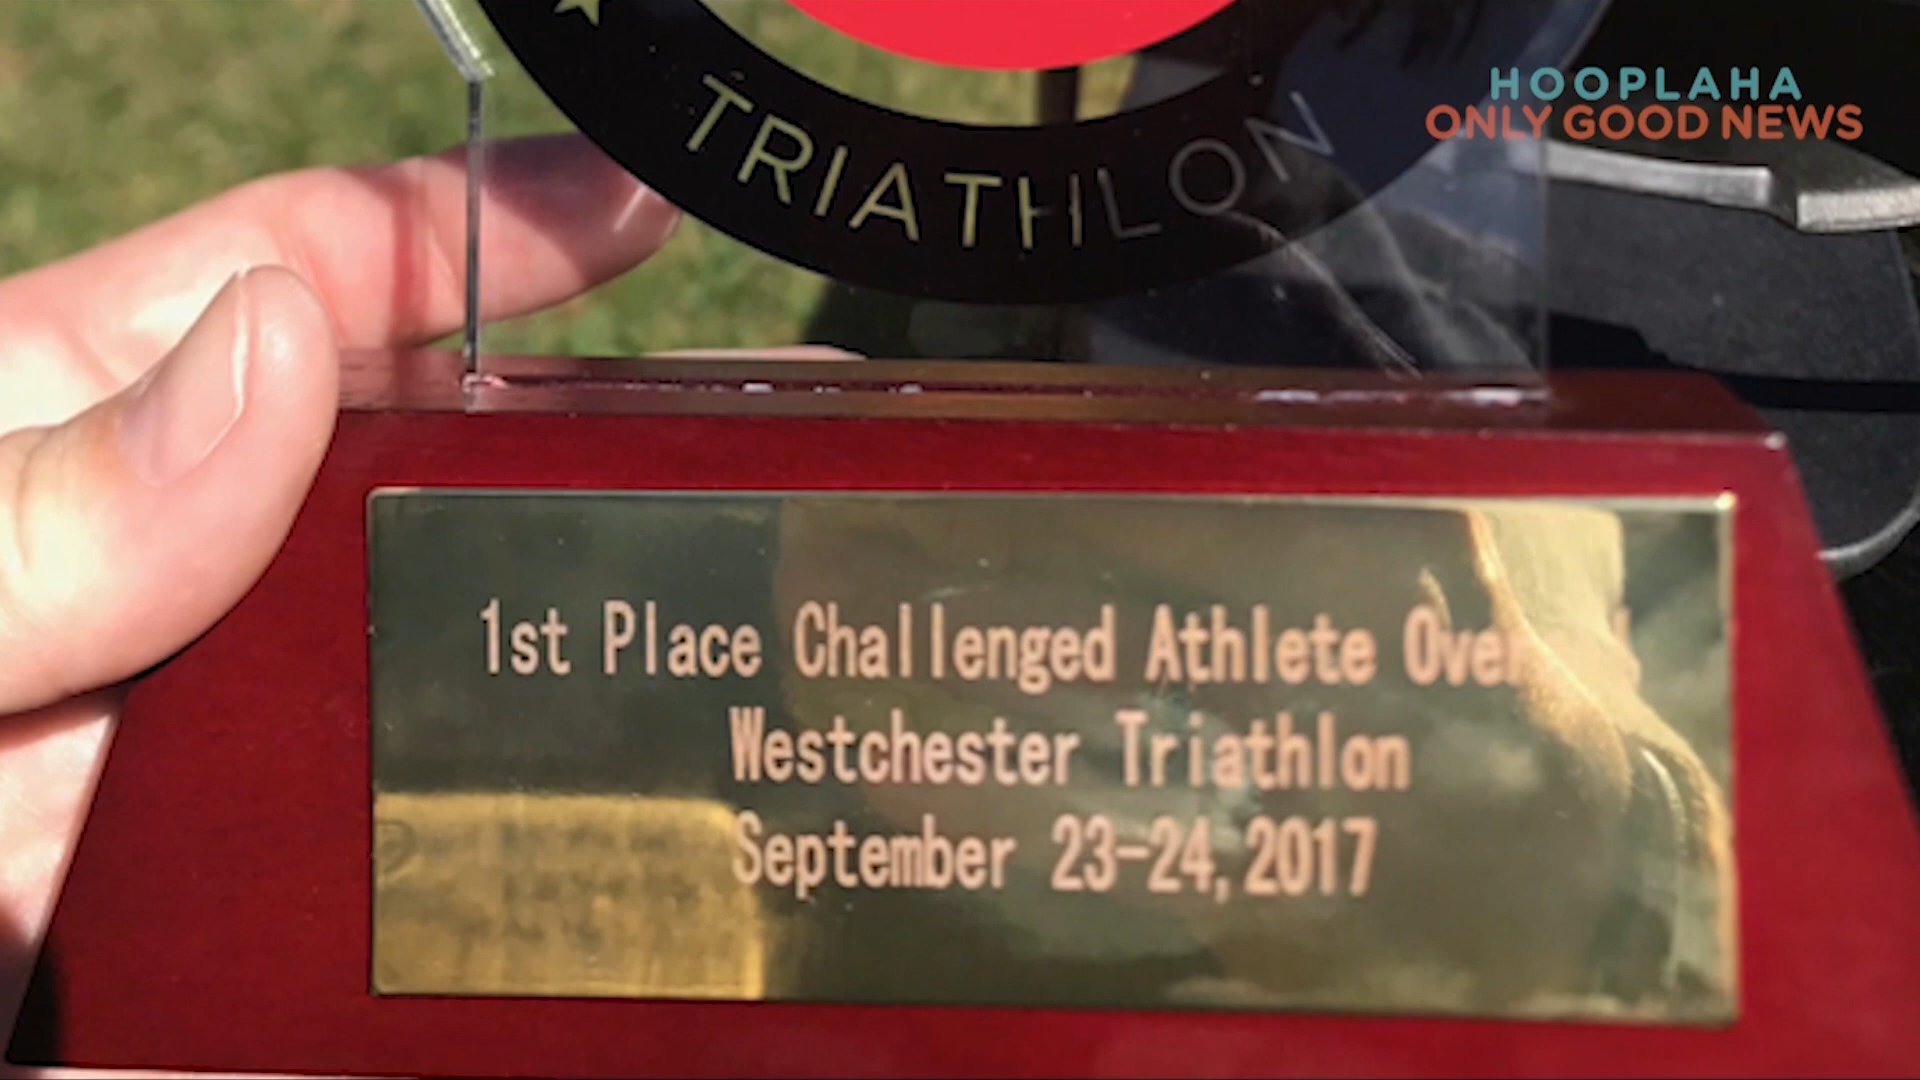 HOOPLAHA
ONLY GOOD NEWS
TRIATHLON
1st Place Challenged Athlete
Westchester Triathlon
September 23-24, 2017